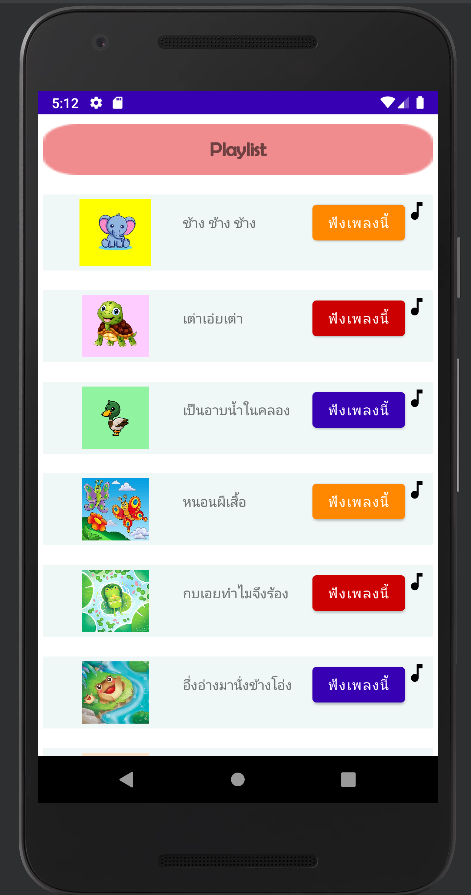 5:12
Playlist
ช้าง ช้าง ช้าง
ฟังเพลงนี้
เต่าเอ่ยเต่า
ฟังเพลงนี้
เป็นอาบน้ำในคลอง
ฟังเพลงนี้
หนอนผีเสื้อ
ฟังเพลงนี้
กบเอยทำไมจึงร้อง
ฟังเพลงนี้
อึ่งอ่างมานั่งข้างโอ่ง
ฟังเพลงนี้